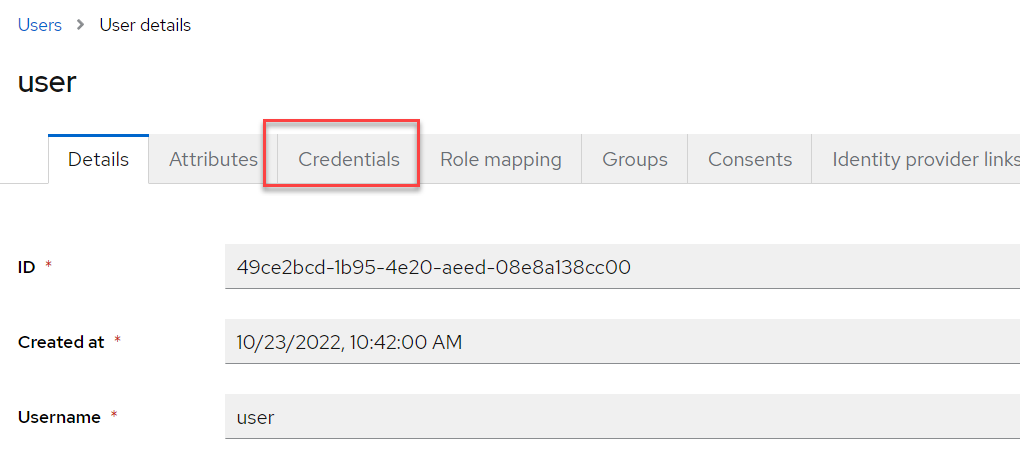 Users > User details
user
Details Attributes Credentials Role mapping Groups Consents Identity provider links
ID * 49ce2bcd-1b95-4e20-aeed-08e8a138cc00
Created at * 10/23/2022, 10:42:00 AM
Username * user